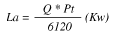 La = Q * Pt / 6120 (Kw)